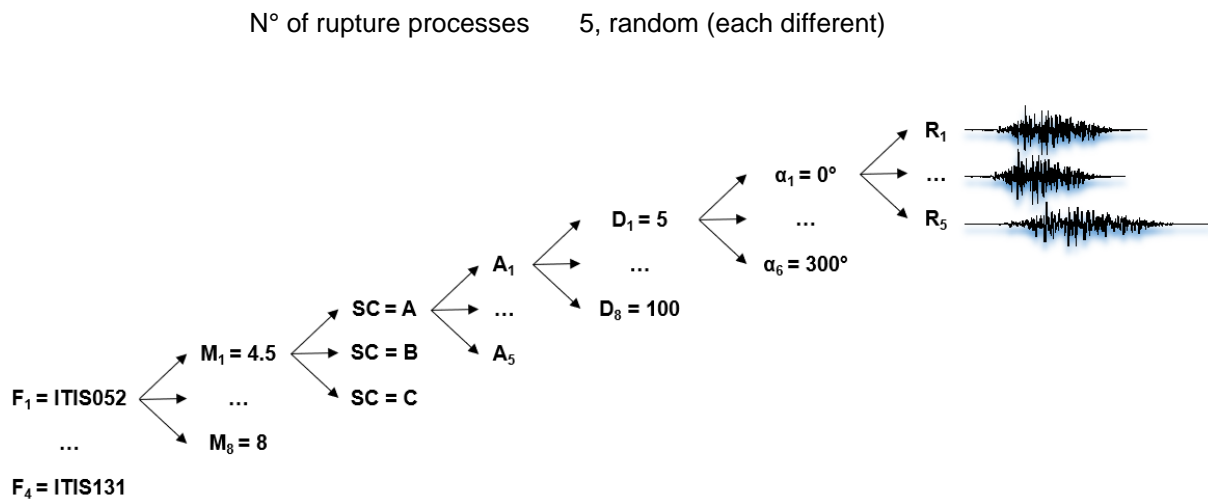 N° of rupture processes 5, random (each different)
R₁
α₁ = 0° …
D₁ = 5 … R₅
A₁ … α₆ = 300°
SC = A … D₈ = 100
M₁ = 4.5 SC = B A₅
F₁ = ITIS052 … SC = C
… M₈ = 8
F₄ = ITIS131